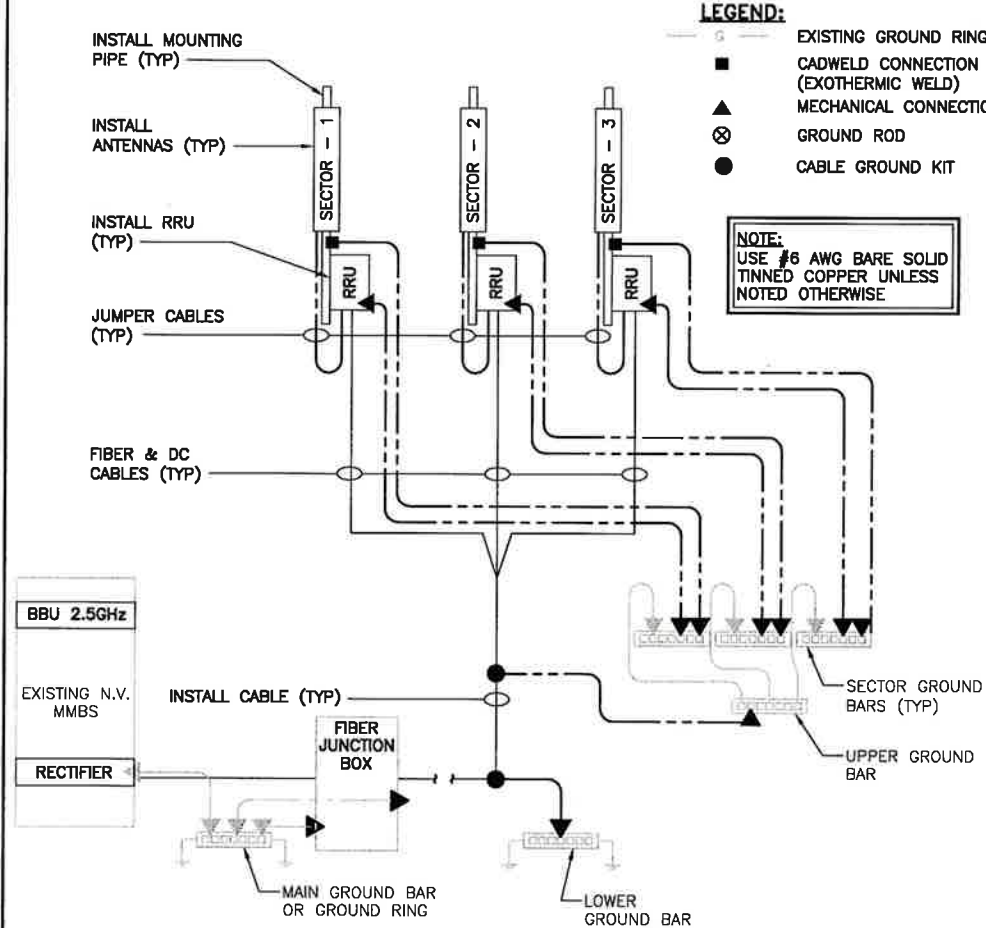 LEGEND:
G
EXISTING GROUND RING
CADWELD CONNECTION
(EXOTHERMIC WELD)
MECHANICAL
GROUND ROD
CABLE GROUND KIT
NOTE:
USE #6 AWG BARE SOLID
TINNED COPPER UNLESS
NOTED OTHERWISE
INSTALL MOUNTING
PIPE (TYP)
INSTALL
ANTENNAS (TYP)
INSTALL RRU
(TYP)
JUMPER CABLES
(TYP)
FIBER & DC
CABLES (TYP)
SECTOR - 1
SECTOR - 2
SECTOR - 3
RRU
RRU
RRU
BBU 2.5GHz
EXISTING N.V.
MMBS
RECTIFIER
INSTALL CABLE (TYP)
FIBER
JUNCTION
BOX
SECTOR GROUND
BARS (TYP)
UPPER GROUND
BAR
MAIN GROUND BAR
OR GROUND RING
LOWER
GROUND BAR